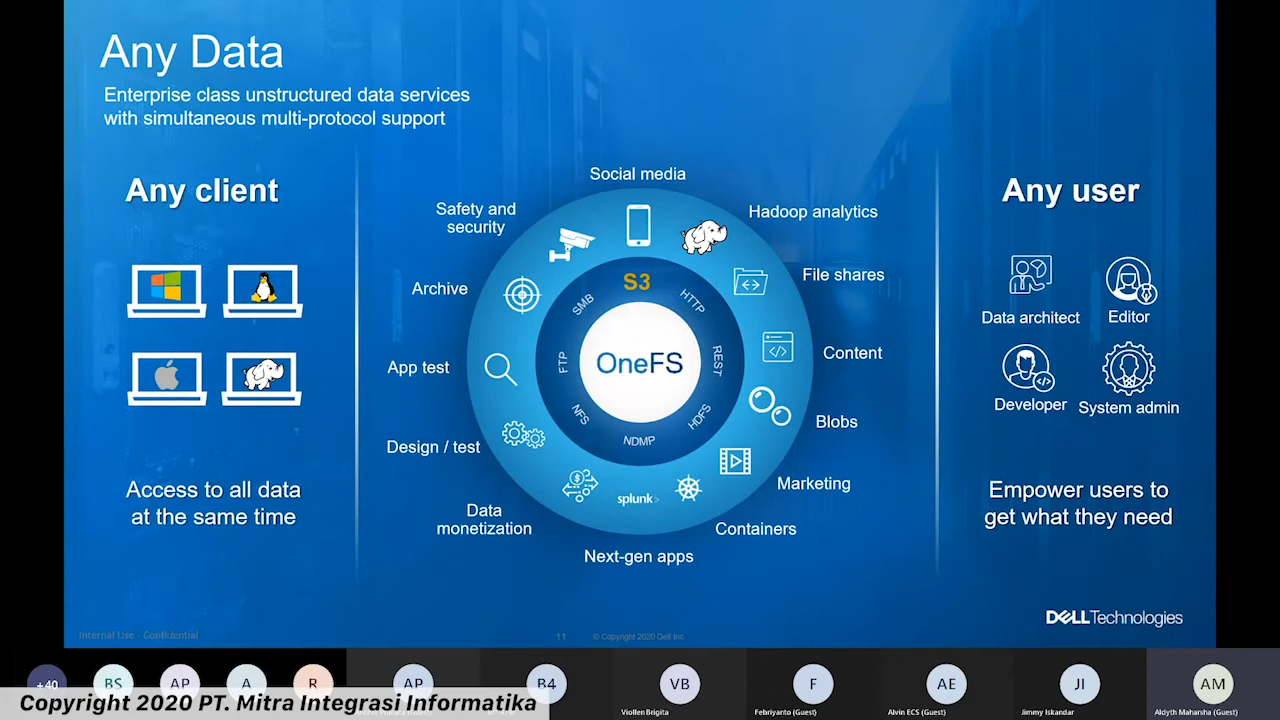 Any Data
Enterprise class unstructured data services
with simultaneous multi-protocol support
Any client
Access to all data
at the same time
Social media
Safety and
security
Hadoop analytics
Archive
File shares
App test
Content
Design / test
Blobs
Data
monetization
Marketing
Containers
Next-gen apps
S3
HTTP
REST
HDFS
NDMP
NFS
FTP
SMB
OneFS
splunk>
Any user
Data architect
Editor
Developer
System admin
Empower users to
get what they need
DELLTechnologies
Internal Use - Confidential
11
© Copyright 2020 Dell Inc.
+40
BS
AP
A
R
AP
B4
VB
F
AE
JI
AM
Viollen Brigita
Febriyanto (Guest)
Alvin ECS (Guest)
Jimmy Iskandar
Aldyth Maharsha (Guest)
Copyright 2020 PT. Mitra Integrasi Informatika